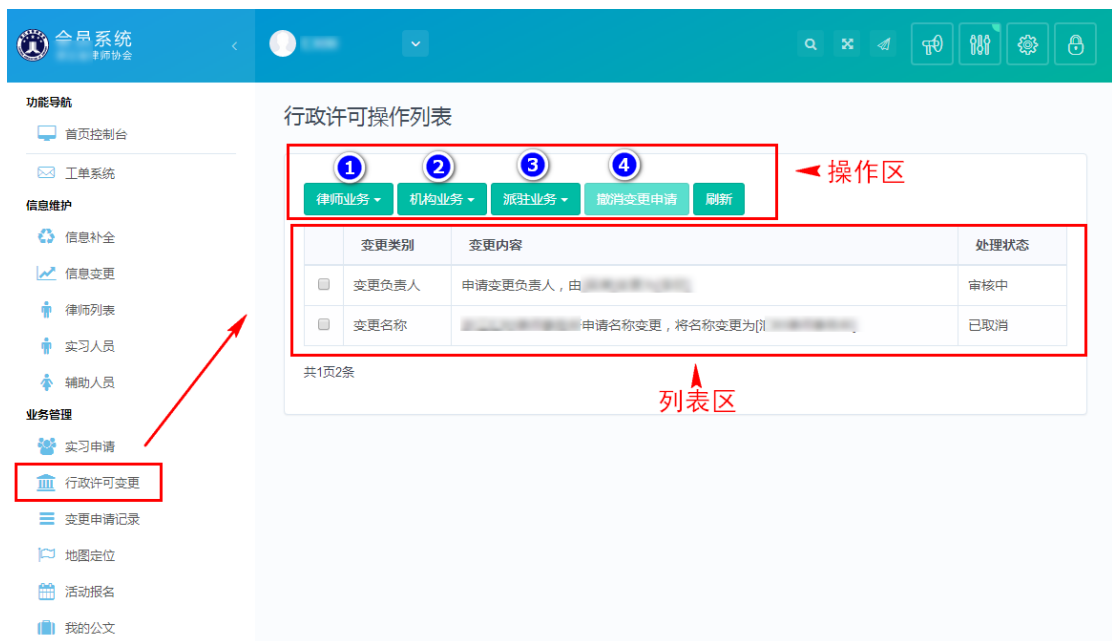 会员系统
律师协会
功能导航
首页控制台
工单系统
信息维护
信息补全
信息变更
律师列表
实习人员
辅助人员
业务管理
实习申请
行政许可变更
变更申请记录
地图定位
活动报名
我的公文
行政许可操作列表
1 2 3 4
律师业务 机构业务 派驻业务 撤消变更申请 刷新
操作区
变更类别 变更内容 处理状态
变更负责人 申请变更负责人，由 审核中
变更名称 申请名称变更，将名称变更为[ ] 已取消
共1页2条
列表区